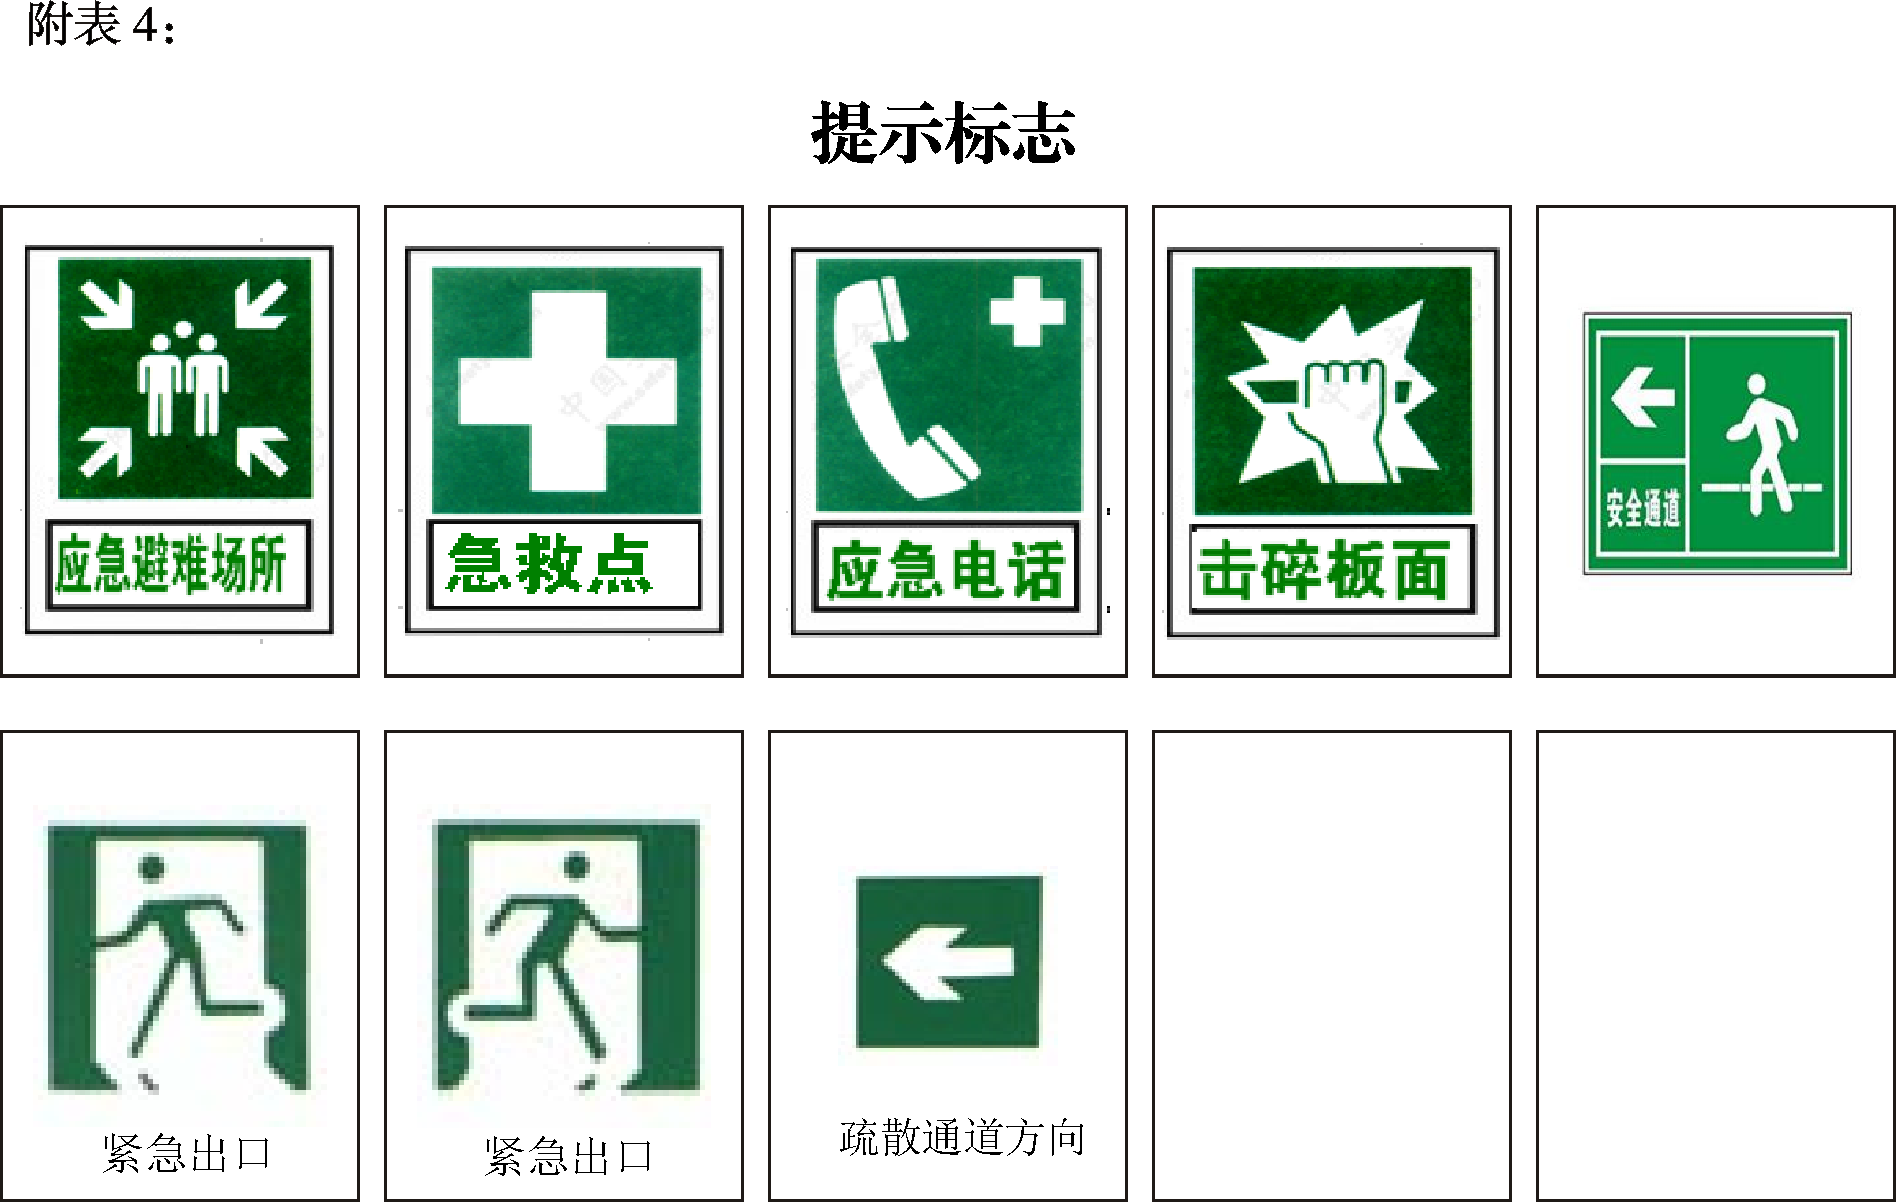 附表 4：
提示标志
应急避难场所
急救点
应急电话
击碎板面
安全通道
紧急出口
紧急出口
疏散通道方向